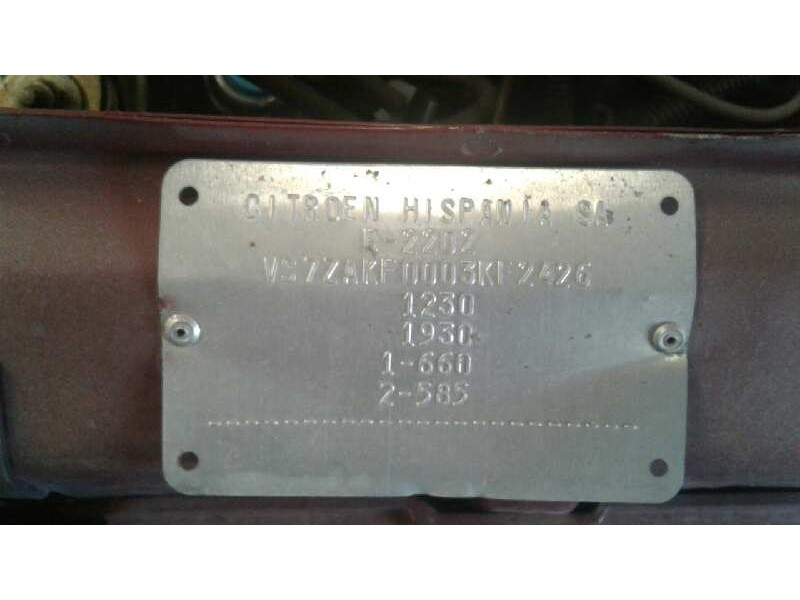 CITROEN HISPANIA SA
E-2202
VS7ZAKF0003KF2426
1230
1930
1-660
2-585